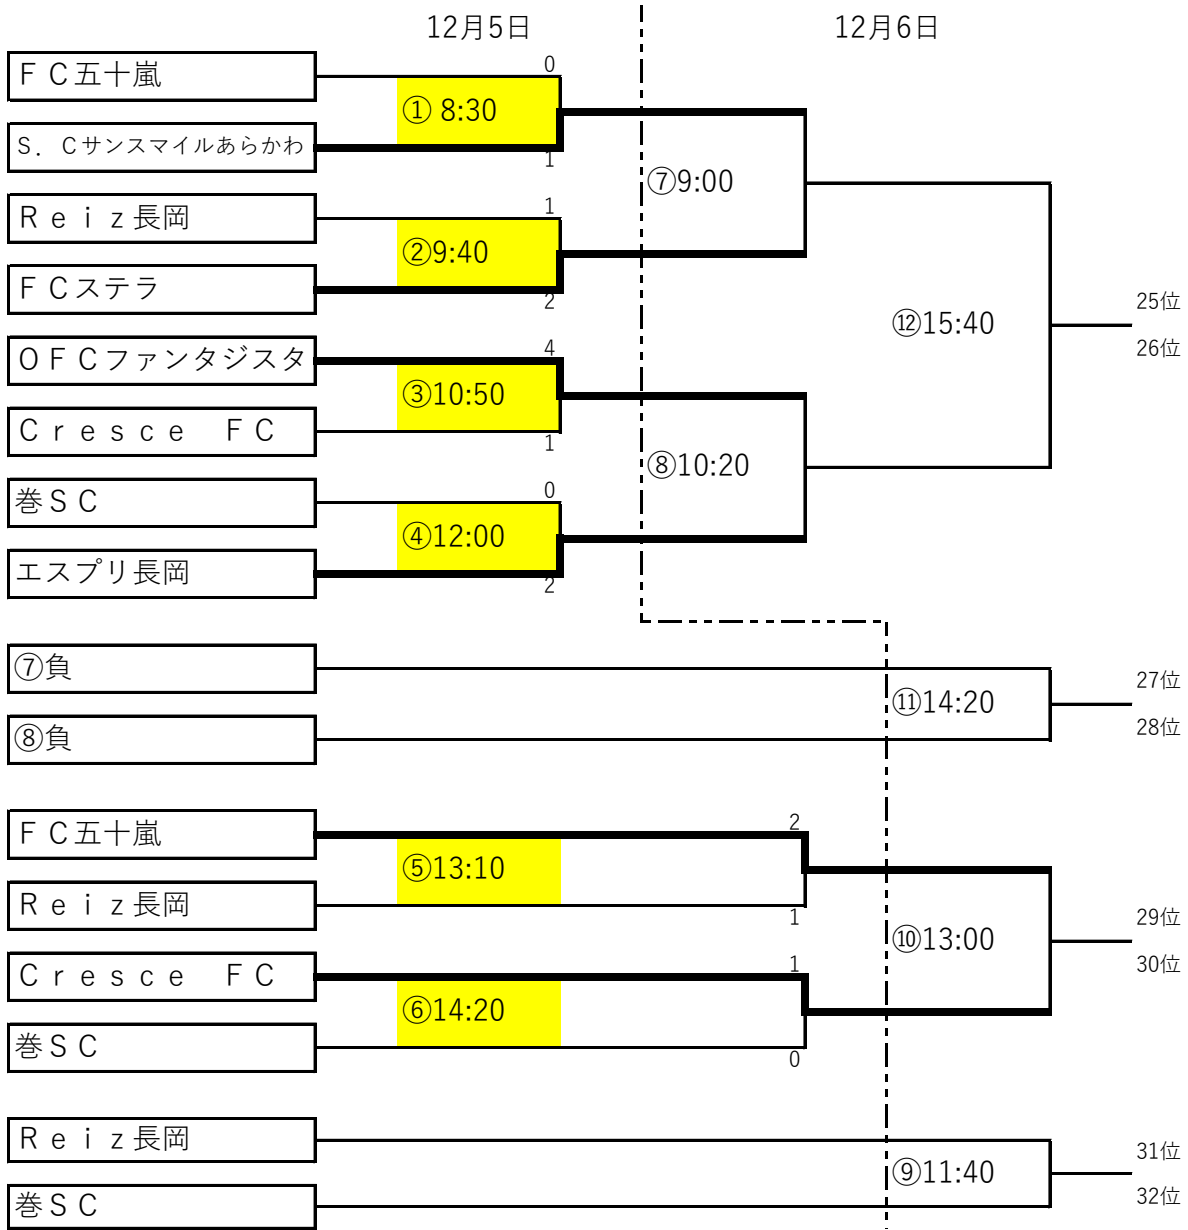 12月5日
12月6日
ＦＣ五十嵐
0
① 8:30
Ｓ．Ｃサンスマイルあらかわ
1
⑦9:00
Ｒｅｉｚ長岡
1
②9:40
ＦＣステラ
2
25位
⑫15:40
26位
ＯＦＣファンタジスタ
4
③10:50
Ｃｒｅｓｃｅ　ＦＣ
1
⑧10:20
巻ＳＣ
0
④12:00
エスプリ長岡
2
⑦負
27位
⑪14:20
⑧負
28位
ＦＣ五十嵐
2
⑤13:10
Ｒｅｉｚ長岡
1
29位
⑩13:00
30位
Ｃｒｅｓｃｅ　ＦＣ
1
⑥14:20
巻ＳＣ
0
Ｒｅｉｚ長岡
31位
⑨11:40
巻ＳＣ
32位